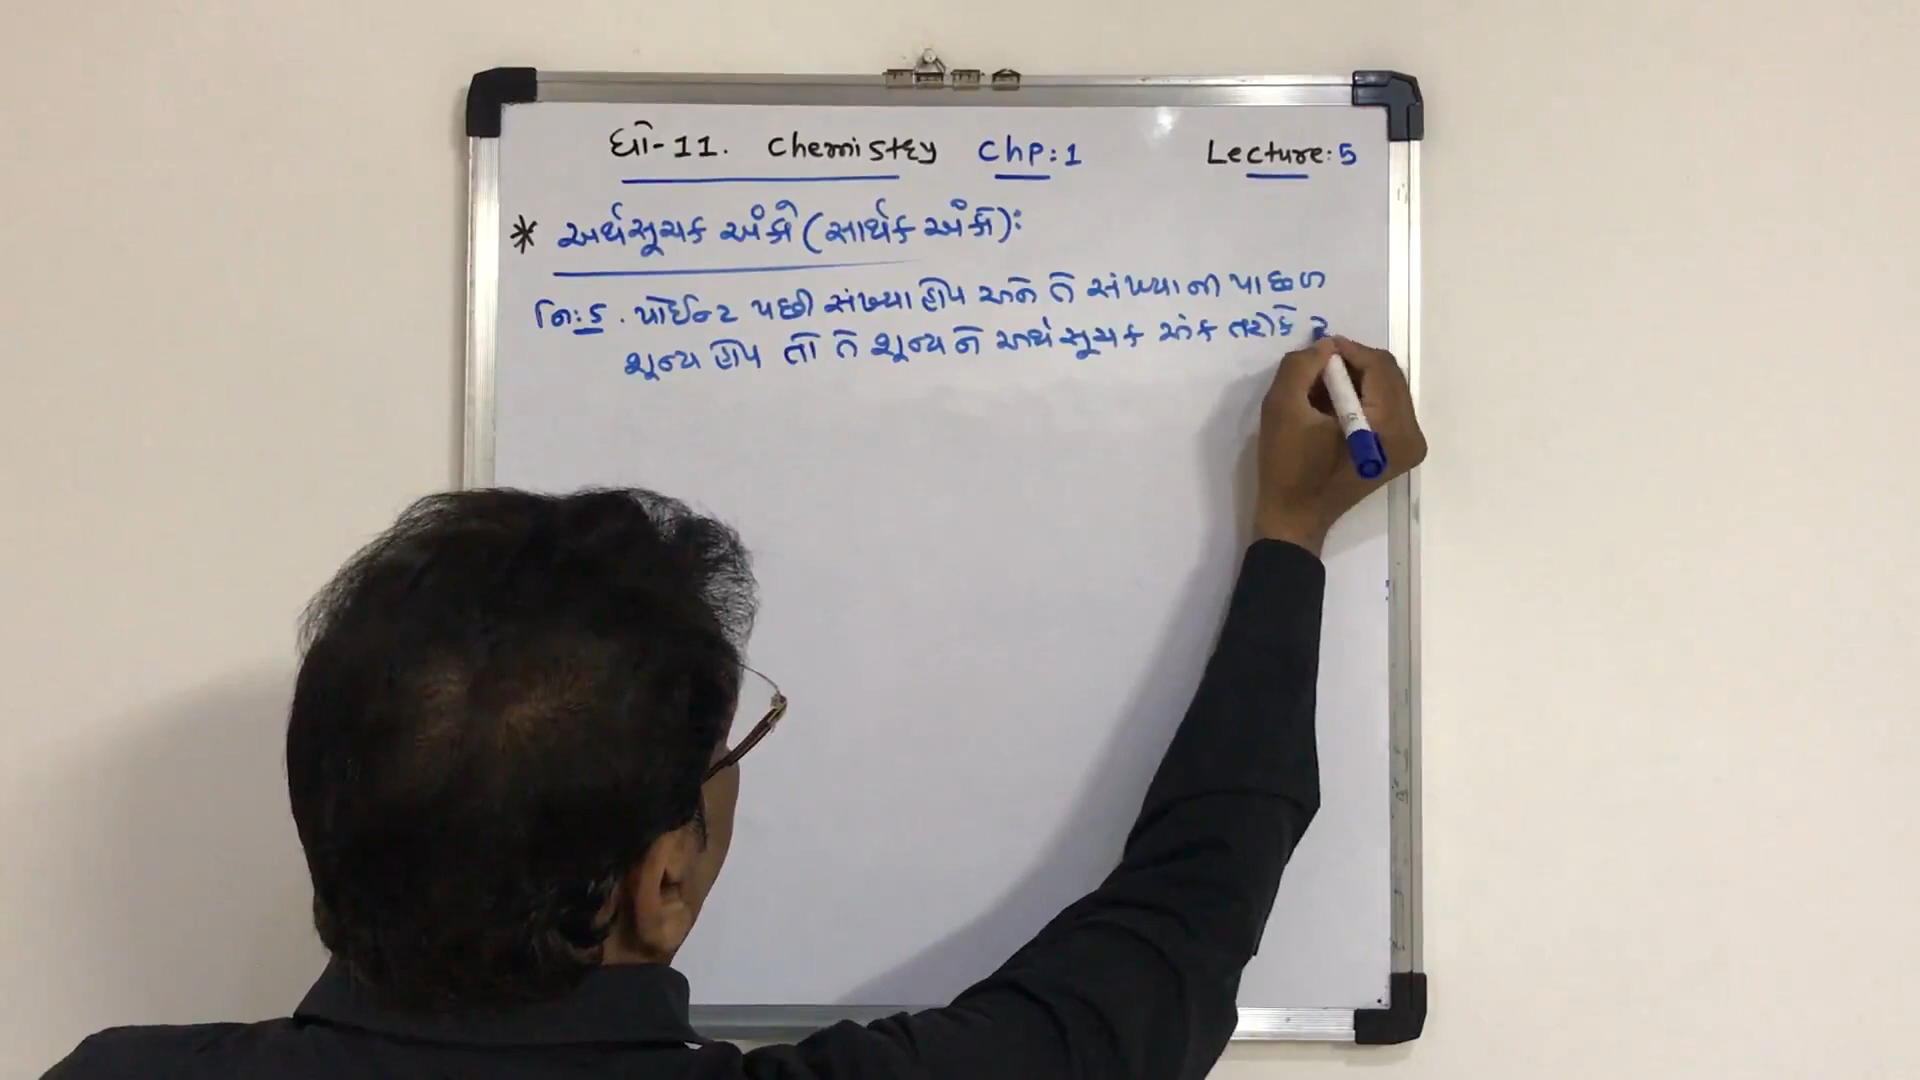 ધો-11. Chemistry Chp:1 Lecture:5
* અર્થસૂચક અંકો (સાર્થક અંકો):
નિ:5. પોઈન્ટ પછી સંખ્યા હોય અને તે સંખ્યાની પાછળ
શૂન્ય હોય તો તે શૂન્ય ને અર્થસૂચક અંક તરીકે